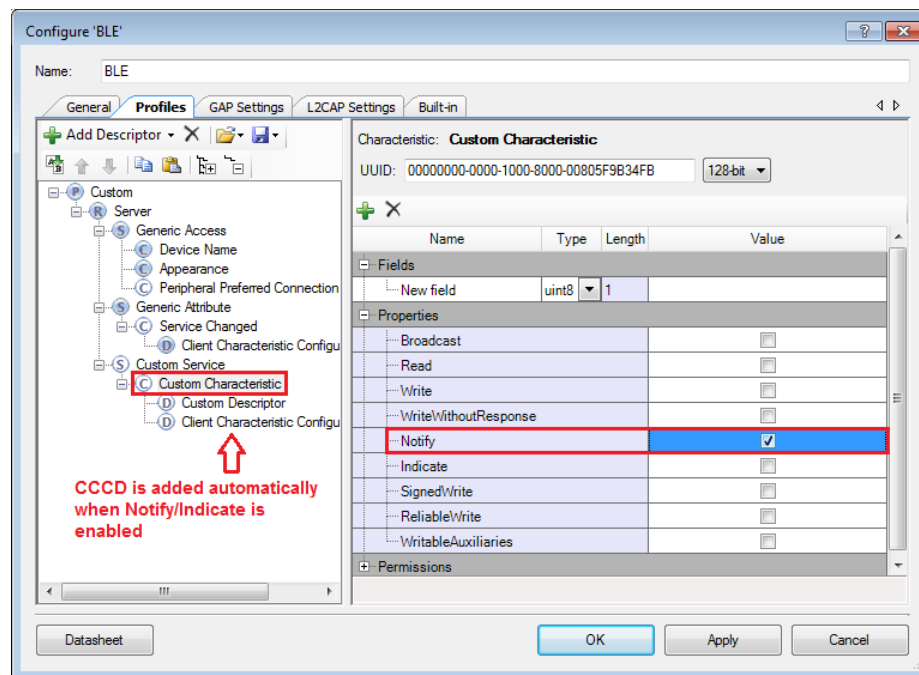 Configure 'BLE'
Name: BLE
General Profiles GAP Settings L2CAP Settings Built-in
Add Descriptor
Custom
Server
Generic Access
Device Name
Appearance
Peripheral Preferred Connection
Generic Attribute
Service Changed
Client Characteristic Configu
Custom Service
Custom Characteristic
Custom Descriptor
Client Characteristic Configu
CCCD is added automatically
when Notify/Indicate is
enabled
Characteristic: Custom Characteristic
UUID: 00000000-0000-1000-8000-00805F9B34FB 128-bit
Name Type Length Value
Fields
New field uint8 1
Properties
Broadcast
Read
Write
WriteWithoutResponse
Notify
Indicate
SignedWrite
ReliableWrite
WritableAuxiliaries
Permissions
Datasheet OK Apply Cancel